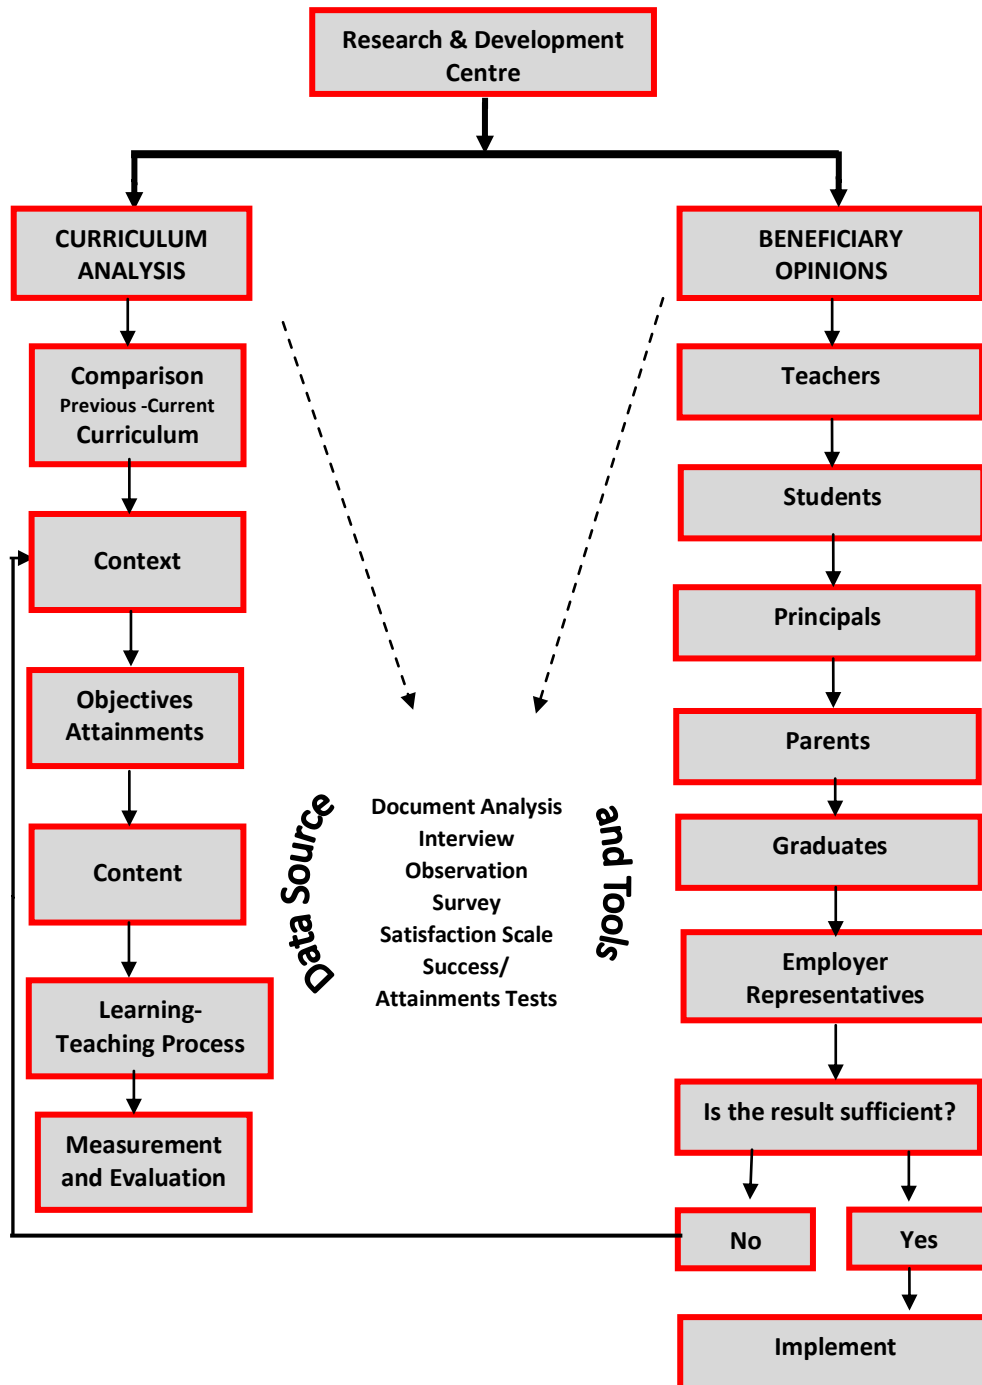 Research & Development
Centre
CURRICULUM
ANALYSIS
Comparison
Previous -Current
Curriculum
Context
Objectives
Attainments
Content
Learning-
Teaching Process
Measurement
and Evaluation
Data Source
and Tools
Document Analysis
Interview
Observation
Survey
Satisfaction Scale
Success/
Attainments Tests
BENEFICIARY
OPINIONS
Teachers
Students
Principals
Parents
Graduates
Employer
Representatives
Is the result sufficient?
No
Yes
Implement